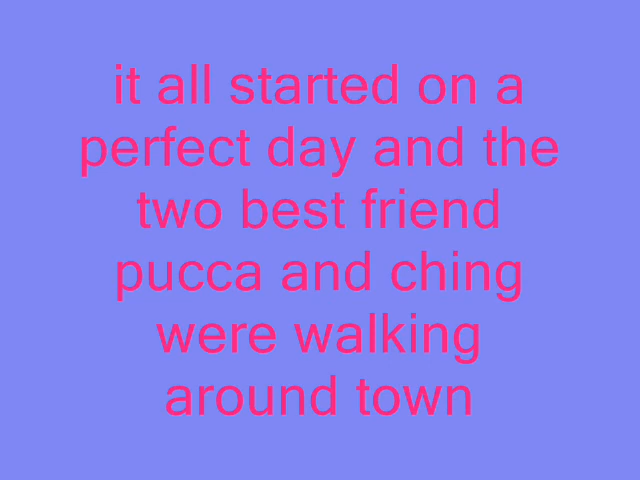 it all started on a
perfect day and the
two best friend
pucca and ching
were walking
around town